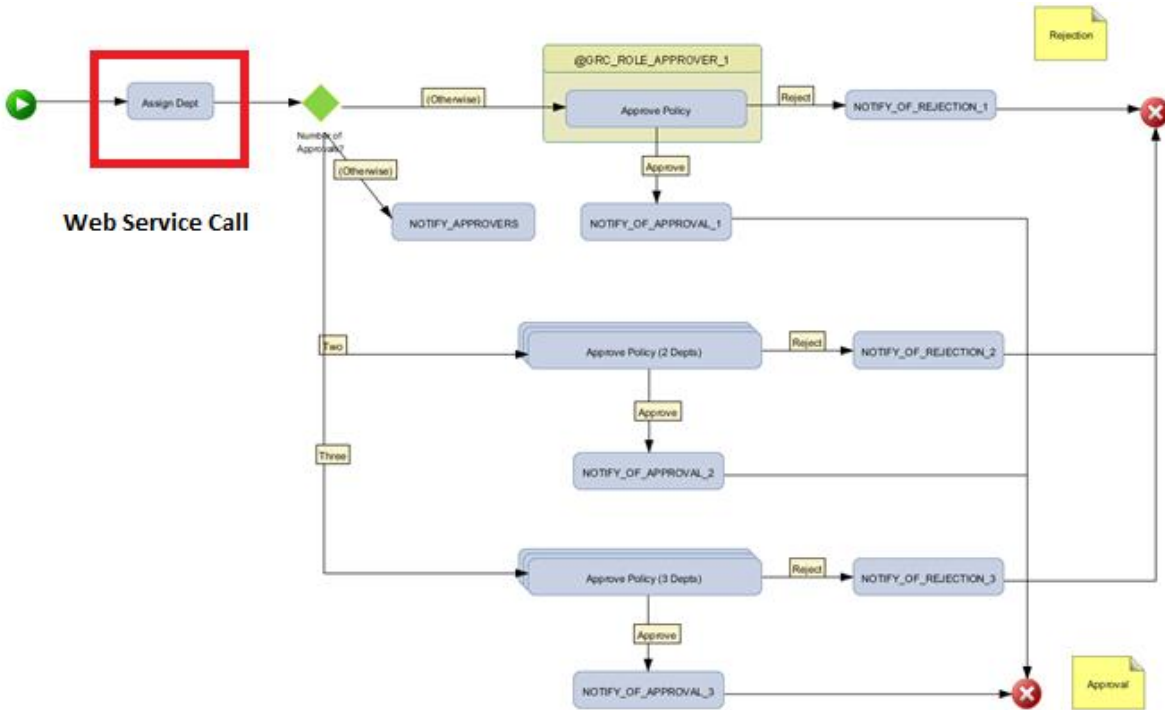 Rejection
@GRC_ROLE_APPROVER_1
Assign Dept
(Otherwise)
Approve Policy
Reject
NOTIFY_OF_REJECTION_1
Number of
Approvals?
(Otherwise)
Approve
Web Service Call
NOTIFY_APPROVERS
NOTIFY_OF_APPROVAL_1
Two
Approve Policy (2 Depts)
Reject
NOTIFY_OF_REJECTION_2
Approve
Three
NOTIFY_OF_APPROVAL_2
Approve Policy (3 Depts)
Reject
NOTIFY_OF_REJECTION_3
Approve
NOTIFY_OF_APPROVAL_3
Approval